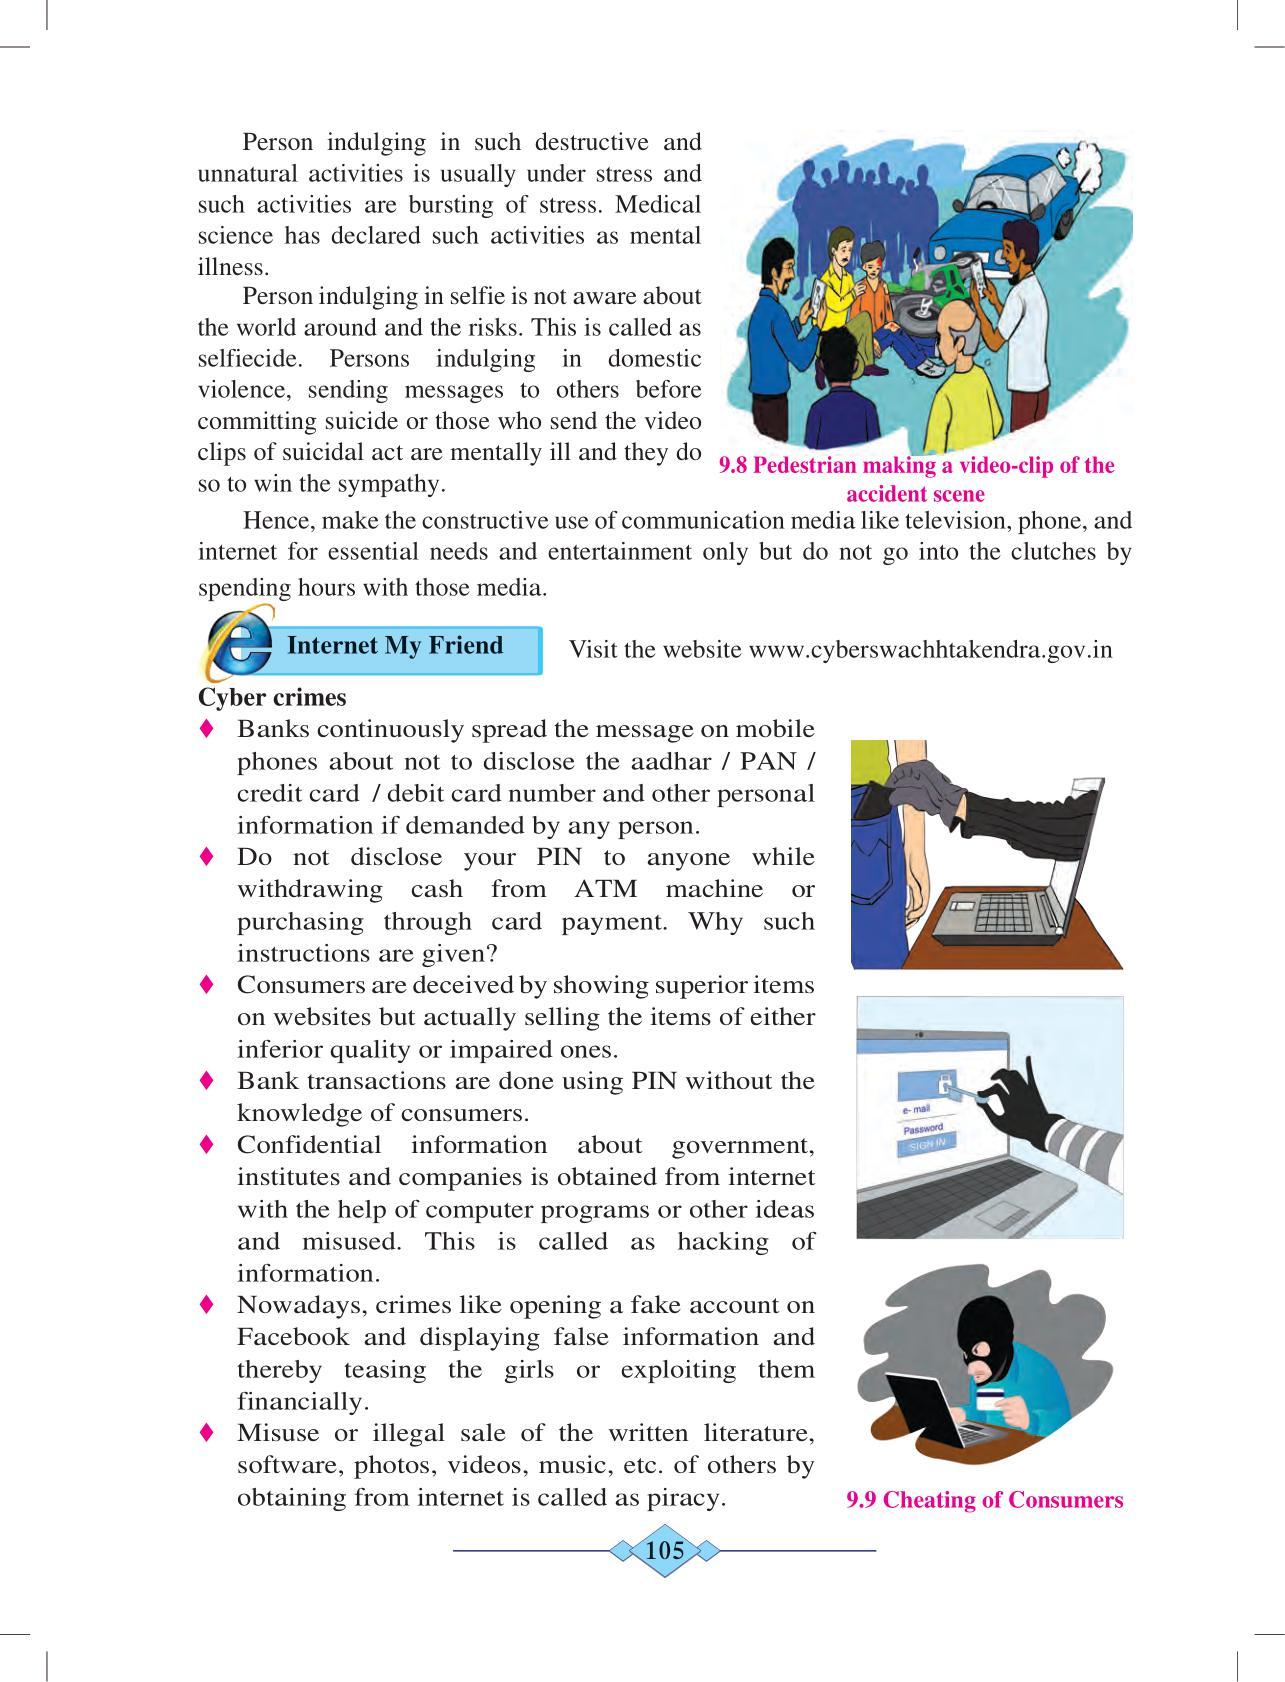 Person indulging in such destructive and
unnatural activities is usually under stress and
such activities are bursting of stress. Medical
science has declared such activities as mental
illness.
Person indulging in selfie is not aware about
the world around and the risks. This is called as
selfiecide. Persons indulging in domestic
violence, sending messages to others before
committing suicide or those who send the video
clips of suicidal act are mentally ill and they do
so to win the sympathy.
9.8 Pedestrian making a video-clip of the
accident scene
Hence, make the constructive use of communication media like television, phone, and
internet for essential needs and entertainment only but do not go into the clutches by
spending hours with those media.
Internet My Friend
Visit the website www.cyberswachhtakendra.gov.in
Cyber crimes
♦ Banks continuously spread the message on mobile
phones about not to disclose the aadhar / PAN /
credit card / debit card number and other personal
information if demanded by any person.
♦ Do not disclose your PIN to anyone while
withdrawing cash from ATM machine or
purchasing through card payment. Why such
instructions are given?
♦ Consumers are deceived by showing superior items
on websites but actually selling the items of either
inferior quality or impaired ones.
♦ Bank transactions are done using PIN without the
knowledge of consumers.
♦ Confidential information about government,
institutes and companies is obtained from internet
with the help of computer programs or other ideas
and misused. This is called as hacking of
information.
♦ Nowadays, crimes like opening a fake account on
Facebook and displaying false information and
thereby teasing the girls or exploiting them
financially.
♦ Misuse or illegal sale of the written literature,
software, photos, videos, music, etc. of others by
obtaining from internet is called as piracy.
e- mail
Password
SIGN IN
9.9 Cheating of Consumers
105